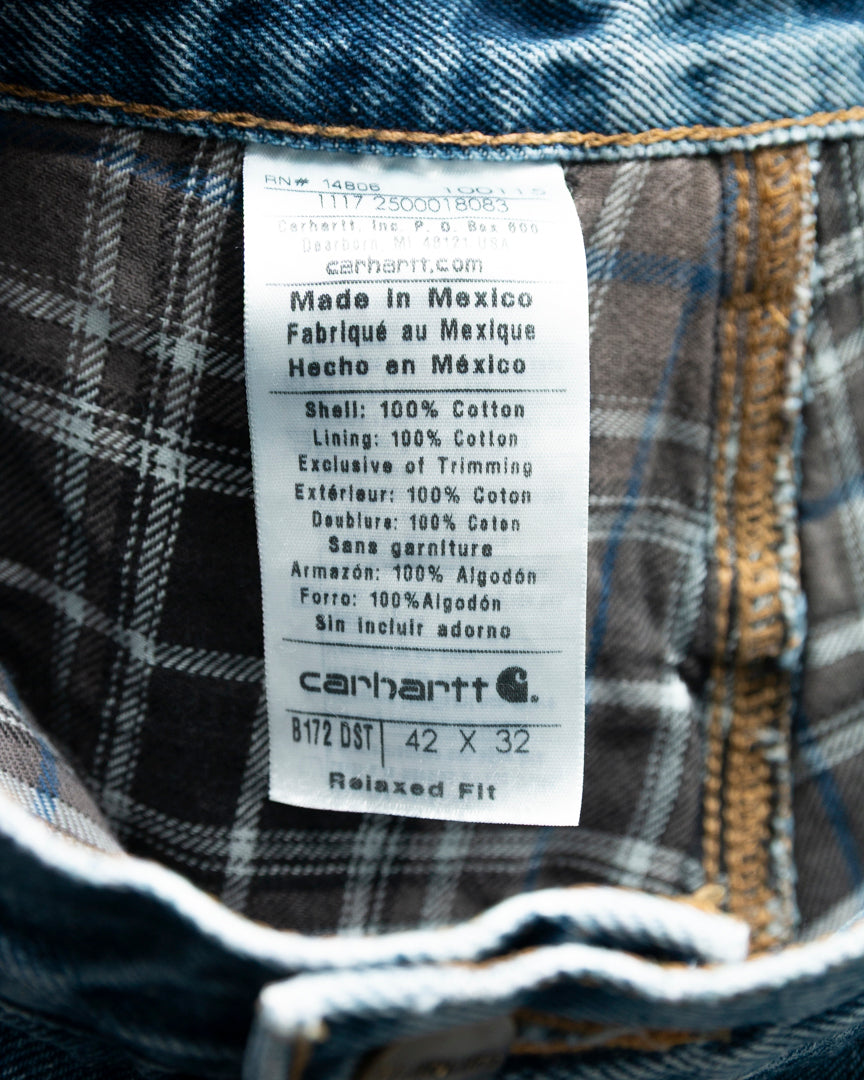 RN# 14806 100115
1117 2500018083
Carhartt, Inc. P. O. Box 600
Dearborn, MI 48121 USA
carhartt.com
Made in Mexico
Fabriqué au Mexique
Hecho en México
Shell: 100% Cotton
Lining: 100% Cotton
Exclusive of Trimming
Extérieur: 100% Coton
Doublure: 100% Coton
Sans garniture
Armazón: 100% Algodón
Forro: 100%Algodón
Sin incluir adorno
carhartt
B172 DST 42 X 32
Relaxed Fit